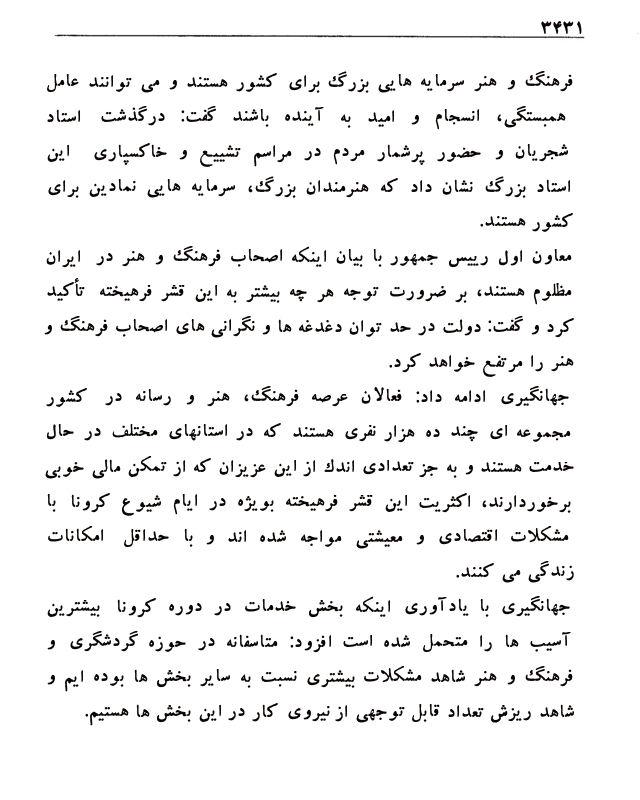 ۳۴۳۱
فرهنگ و هنر سرمایه هایی بزرگ برای کشور هستند و می توانند عامل
همبستگی، انسجام و امید به آینده باشند گفت: درگذشت استاد
شجریان و حضور پرشمار مردم در مراسم تشییع و خاکسپاری این
استاد بزرگ نشان داد که هنرمندان بزرگ، سرمایه هایی نمادین برای
کشور هستند.
معاون اول رییس جمهور با بیان اینکه اصحاب فرهنگ و هنر در ایران
مظلوم هستند، بر ضرورت توجه هر چه بیشتر به این قشر فرهیخته تأکید
کرد و گفت: دولت در حد توان دغدغه ها و نگرانی های اصحاب فرهنگ و
هنر را مرتفع خواهد کرد.
جهانگیری ادامه داد: فعالان عرصه فرهنگ، هنر و رسانه در کشور
مجموعه ای چند ده هزار نفری هستند که در استانهای مختلف در حال
خدمت هستند و به جز تعدادی اندك از این عزیزان که از تمکن مالی خوبی
برخوردارند، اکثریت این قشر فرهیخته بویژه در ایام شیوع کرونا با
مشکلات اقتصادی و معیشتی مواجه شده اند و با حداقل امکانات
زندگی می کنند.
جهانگیری با یادآوری اینکه بخش خدمات در دوره کرونا بیشترین
آسیب ها را متحمل شده است افزود: متاسفانه در حوزه گردشگری و
فرهنگ و هنر شاهد مشکلات بیشتری نسبت به سایر بخش ها بوده ایم و
شاهد ریزش تعداد قابل توجهی از نیروی کار در این بخش ها هستیم.